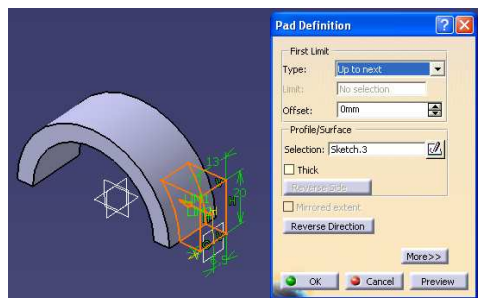 Pad Definition
First Limit
Type: Up to next
Limit: No selection
Offset: 0mm
Profile/Surface
Selection: Sketch.3
Thick
Reverse Side
Mirrored extent
Reverse Direction
More>>
OK Cancel Preview
13
20